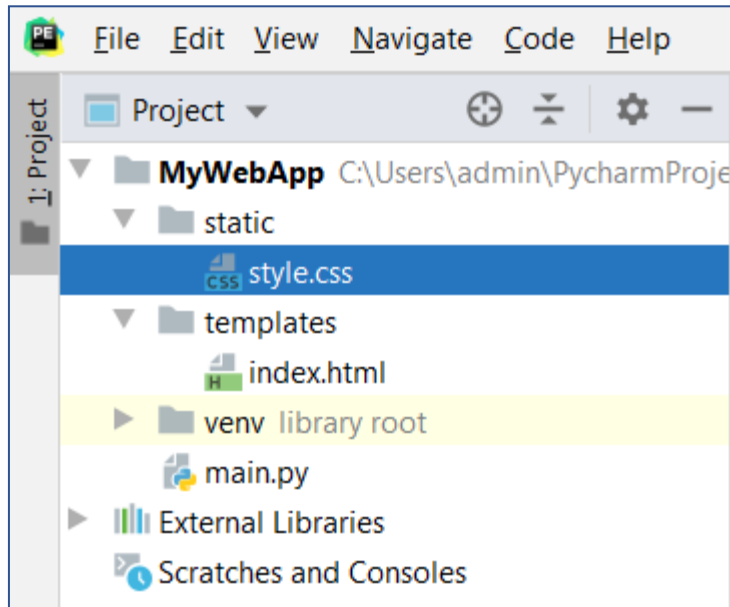 PE File Edit View Navigate Code Help
1: Project
Project
MyWebApp C:\Users\admin\PycharmProje
static
CSS style.css
templates
H index.html
venv library root
main.py
External Libraries
Scratches and Consoles